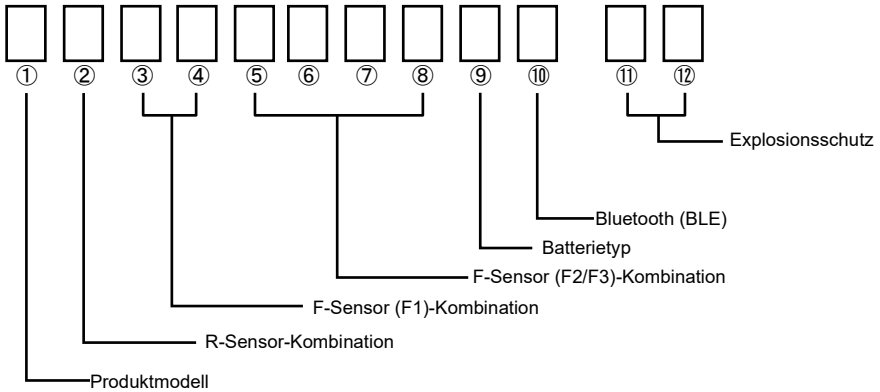 ① ② ③ ④ ⑤ ⑥ ⑦ ⑧ ⑨ ⑩ ⑪ ⑫
Explosionsschutz
Bluetooth (BLE)
Batterietyp
F-Sensor (F2/F3)-Kombination
F-Sensor (F1)-Kombination
R-Sensor-Kombination
Produktmodell